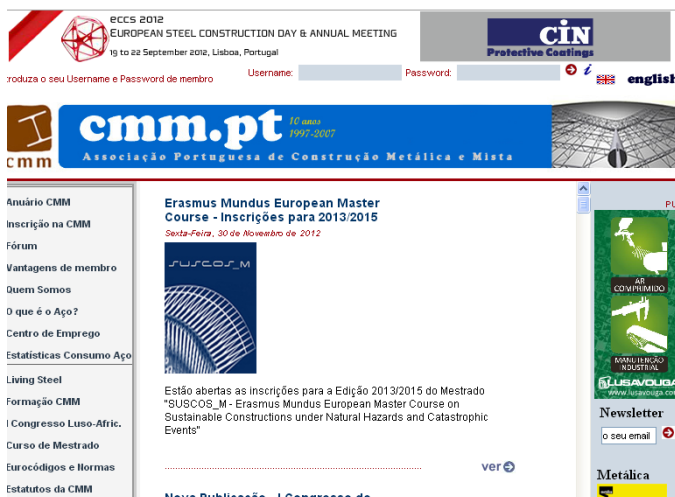 eccs 2012
EUROPEAN STEEL CONSTRUCTION DAY & ANNUAL MEETING
19 to 22 September 2012, Lisboa, Portugal
CIN
Protective Coatings
troduza o seu Username e Password de membro
Username:
Password:
i
english
cmm
cmm.pt
10 anos
1997-2007
Associação Portuguesa de Construção Metálica e Mista
Anuário CMM
Inscrição na CMM
Fórum
Vantagens de membro
Quem Somos
O que é o Aço?
Centro de Emprego
Estatísticas Consumo Aço
Living Steel
Formação CMM
I Congresso Luso-Afric.
Curso de Mestrado
Eurocódigos e Normas
Estatutos da CMM
Erasmus Mundus European Master
Course - Inscrições para 2013/2015
Sexta-Feira, 30 de Novembro de 2012
SUSCOS_M
Estão abertas as inscrições para a Edição 2013/2015 do Mestrado
"SUSCOS_M - Erasmus Mundus European Master Course on
Sustainable Constructions under Natural Hazards and Catastrophic
Events"
ver
Nova Publicação - I Congresso de
PU
AR
COMPRIMIDO
MANUTENÇÃO
INDUSTRIAL
LUSAVOUGA
www.lusavouga.com
Newsletter
o seu email
Metálica